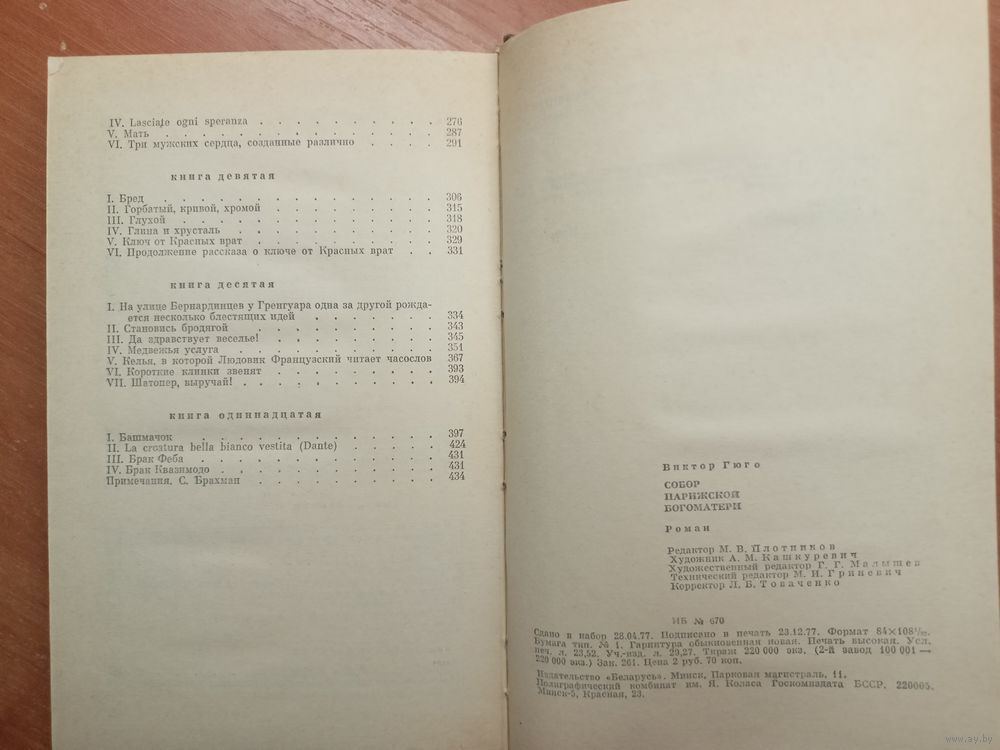 IV. Lasciate ogni speranza . . . . . . . . . . 276
V. Мать . . . . . . . . . . . . . 287
VI. Три мужских сердца, созданные различно . . . . 291
книга девятая
I. Бред . . . . . . . . . . . . . . 306
II. Горбатый, кривой, хромой . . . . . . . . . 315
III. Глухой . . . . . . . . . . . . . 318
IV. Глина и хрусталь . . . . . . . . . . . 320
V. Ключ от Красных врат . . . . . . . . . . 329
VI. Продолжение рассказа о ключе от Красных врат . . 331
книга десятая
I. На улице Бернардинцев у Гренгуара одна за другой рожда-
ется несколько блестящих идей . . . . . . . 334
II. Становись бродягой . . . . . . . . . . 343
III. Да здравствует веселье! . . . . . . . . . 345
IV. Медвежья услуга . . . . . . . . . . . 351
V. Келья, в которой Людовик Французский читает часослов 367
VI. Короткие клинки звенят . . . . . . . . . 393
VII. Шатопер, выручай! . . . . . . . . . . 394
книга одиннадцатая
I. Башмачок . . . . . . . . . . . . 397
II. La creatura bella bianco vestita (Dante) . . . . . 424
III. Брак Феба . . . . . . . . . . . . 431
IV. Брак Квазимодо . . . . . . . . . . . 431
Примечания. С. Брахман . . . . . . . . . 434
Виктор Гюго
СОБОР
ПАРИЖСКОЙ
БОГОМАТЕРИ
Роман
Редактор М. В. Плотников
Художник А. М. Кашкуревич
Художественный редактор Г. Г. Малышев
Технический редактор М. И. Гриневич
Корректор Л. Б. Товаченко
ИБ № 670
Сдано в набор 28.04.77. Подписано в печать 23.12.77. Формат 84×108¹/₃₂.
Бумага тип. № 1. Гарнитура обыкновенная новая. Печать высокая. Усл.
печ. л. 23,52. Уч.-изд. л. 29,27. Тираж 220 000 экз. (2-й завод 100 001 —
220 000 экз.) Зак. 261. Цена 2 руб. 70 коп.
Издательство «Беларусь». Минск, Парковая магистраль, 11.
Полиграфический комбинат им. Я. Коласа Госкомиздата БССР. 220005.
Минск-5, Красная, 23.
www.ay.by